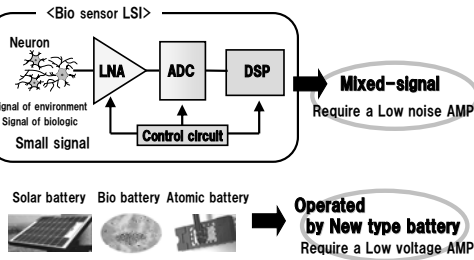 <Bio sensor LSI>
Neuron
LNA
ADC
DSP
Signal of environment
Signal of biologic
Small signal
Control circuit
Mixed-signal
Require a Low noise AMP
Solar battery Bio battery Atomic battery
Operated
by New type battery
Require a Low voltage AMP